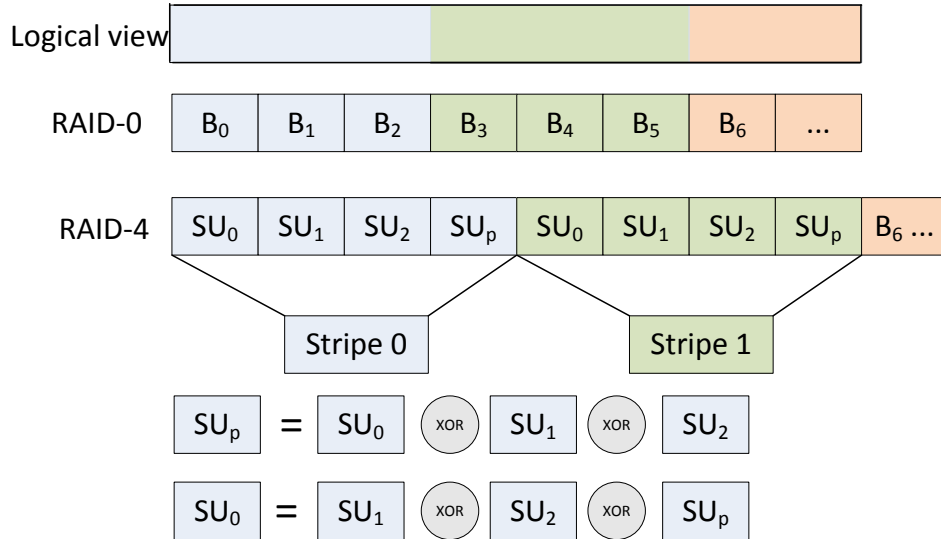 Logical view
RAID-0 B₀ B₁ B₂ B₃ B₄ B₅ B₆ ...
RAID-4 SU₀ SU₁ SU₂ SUₚ SU₀ SU₁ SU₂ SUₚ B₆ ...
Stripe 0 Stripe 1
SUₚ = SU₀ XOR SU₁ XOR SU₂
SU₀ = SU₁ XOR SU₂ XOR SUₚ